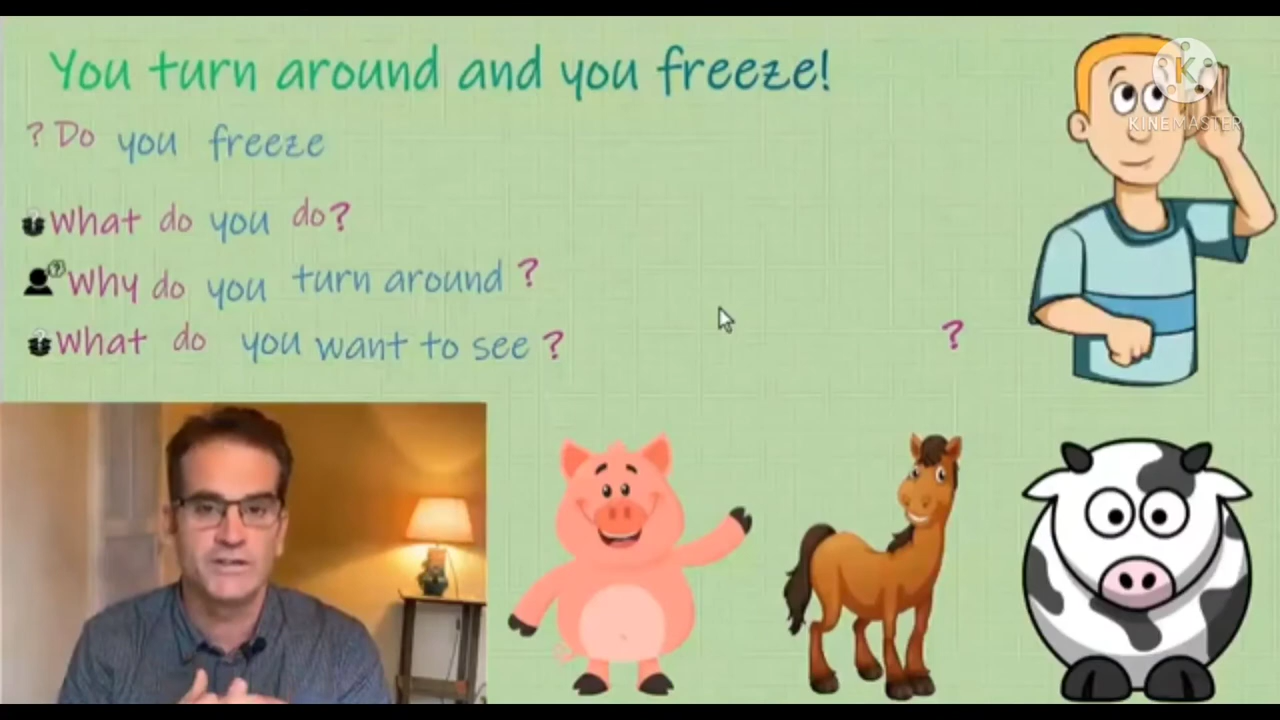 You turn around and you freeze!
? Do you freeze
What do you do?
Why do you turn around ?
What do you want to see ?
?
K
KINEMASTER